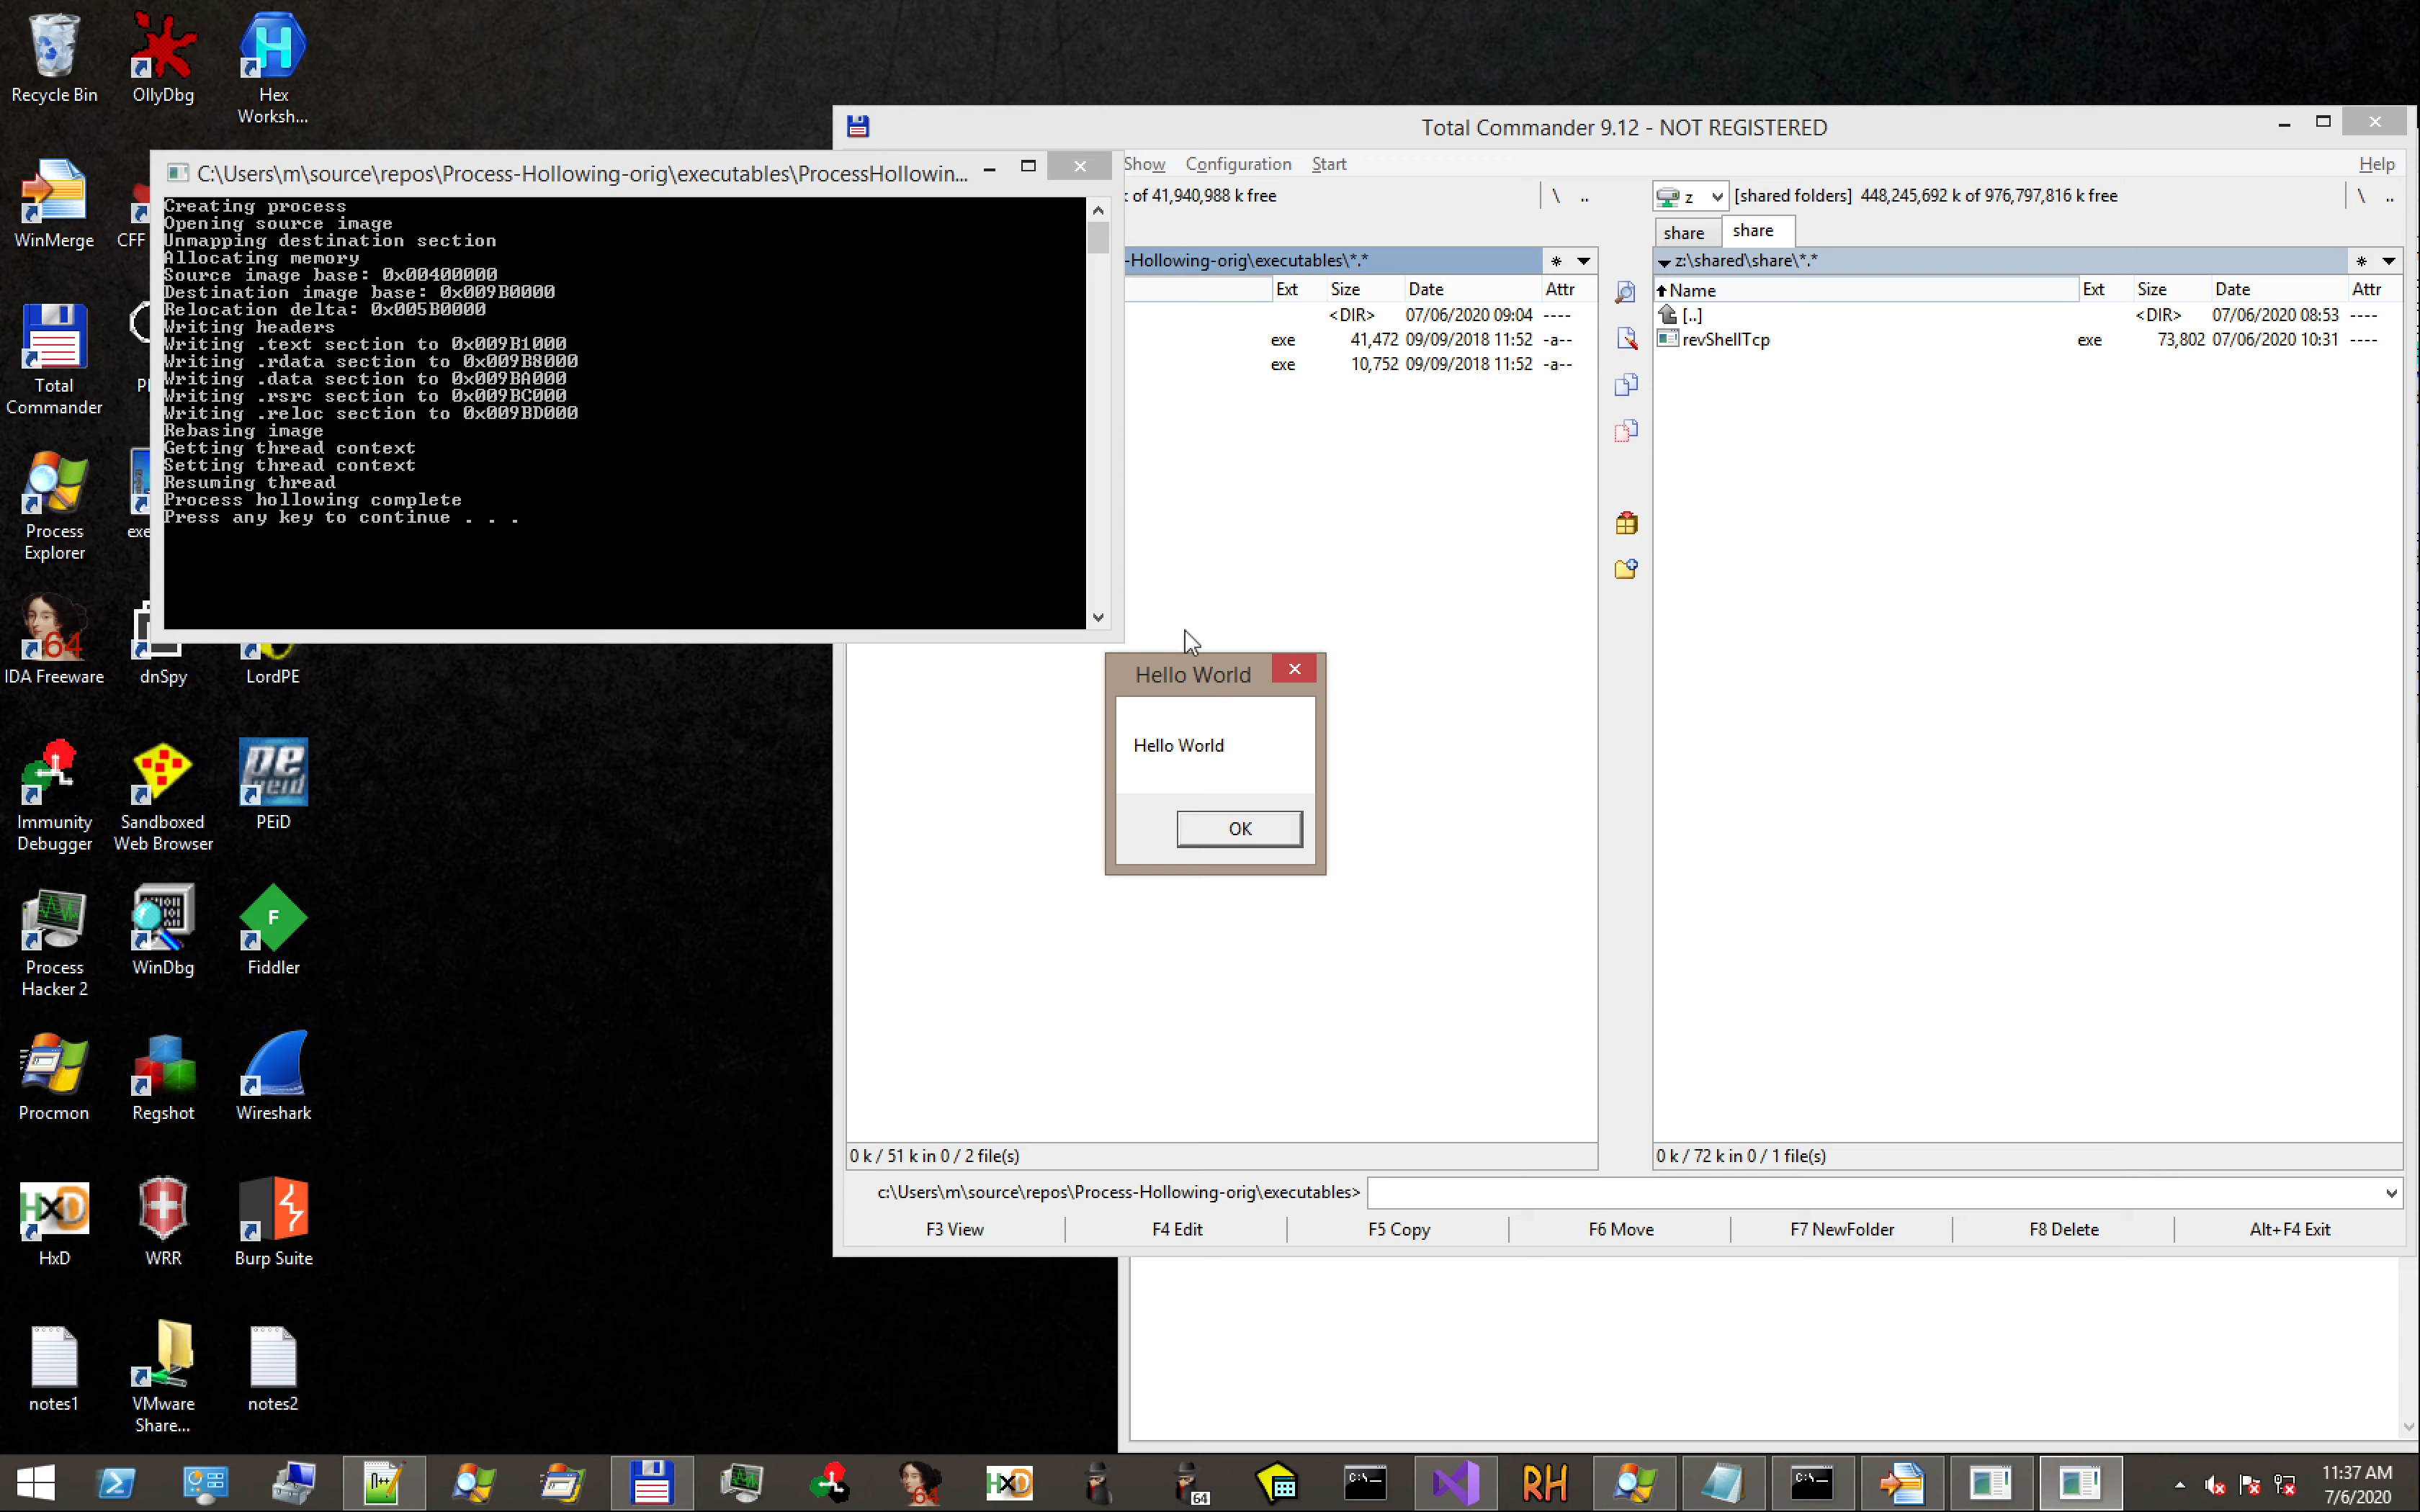 Recycle Bin
OllyDbg
Hex
Worksh...
WinMerge
CFF
Total
Commander
Process
Explorer
exe
IDA Freeware
dnSpy
LordPE
Immunity
Debugger
Sandboxed
Web Browser
PEiD
Process
Hacker 2
WinDbg
Fiddler
Procmon
Regshot
Wireshark
HxD
WRR
Burp Suite
notes1
VMware
Share...
notes2
C:\Users\m\source\repos\Process-Hollowing-orig\executables\ProcessHollowin...
Creating process
Opening source image
Unmapping destination section
Allocating memory
Source image base: 0x00400000
Destination image base: 0x009B0000
Relocation delta: 0x005B0000
Writing headers
Writing .text section to 0x009B1000
Writing .rdata section to 0x009B8000
Writing .data section to 0x009BA000
Writing .rsrc section to 0x009BC000
Writing .reloc section to 0x009BD000
Rebasing image
Getting thread context
Setting thread context
Resuming thread
Process hollowing complete
Press any key to continue . . .
Total Commander 9.12 - NOT REGISTERED
Show Configuration Start Help
of 41,940,988 k free \ ..
z [shared folders] 448,245,692 k of 976,797,816 k free \ ..
share share
-Hollowing-orig\executables\*.* *
Ext Size Date Attr
<DIR> 07/06/2020 09:04 ----
exe 41,472 09/09/2018 11:52 -a--
exe 10,752 09/09/2018 11:52 -a--
z:\shared\share\*.* *
Name Ext Size Date Attr
[..] <DIR> 07/06/2020 08:53 ----
revShellTcp exe 73,802 07/06/2020 10:31 ----
Hello World
Hello World
OK
0 k / 51 k in 0 / 2 file(s)
0 k / 72 k in 0 / 1 file(s)
c:\Users\m\source\repos\Process-Hollowing-orig\executables>
F3 View F4 Edit F5 Copy F6 Move F7 NewFolder F8 Delete Alt+F4 Exit
11:37 AM
7/6/2020